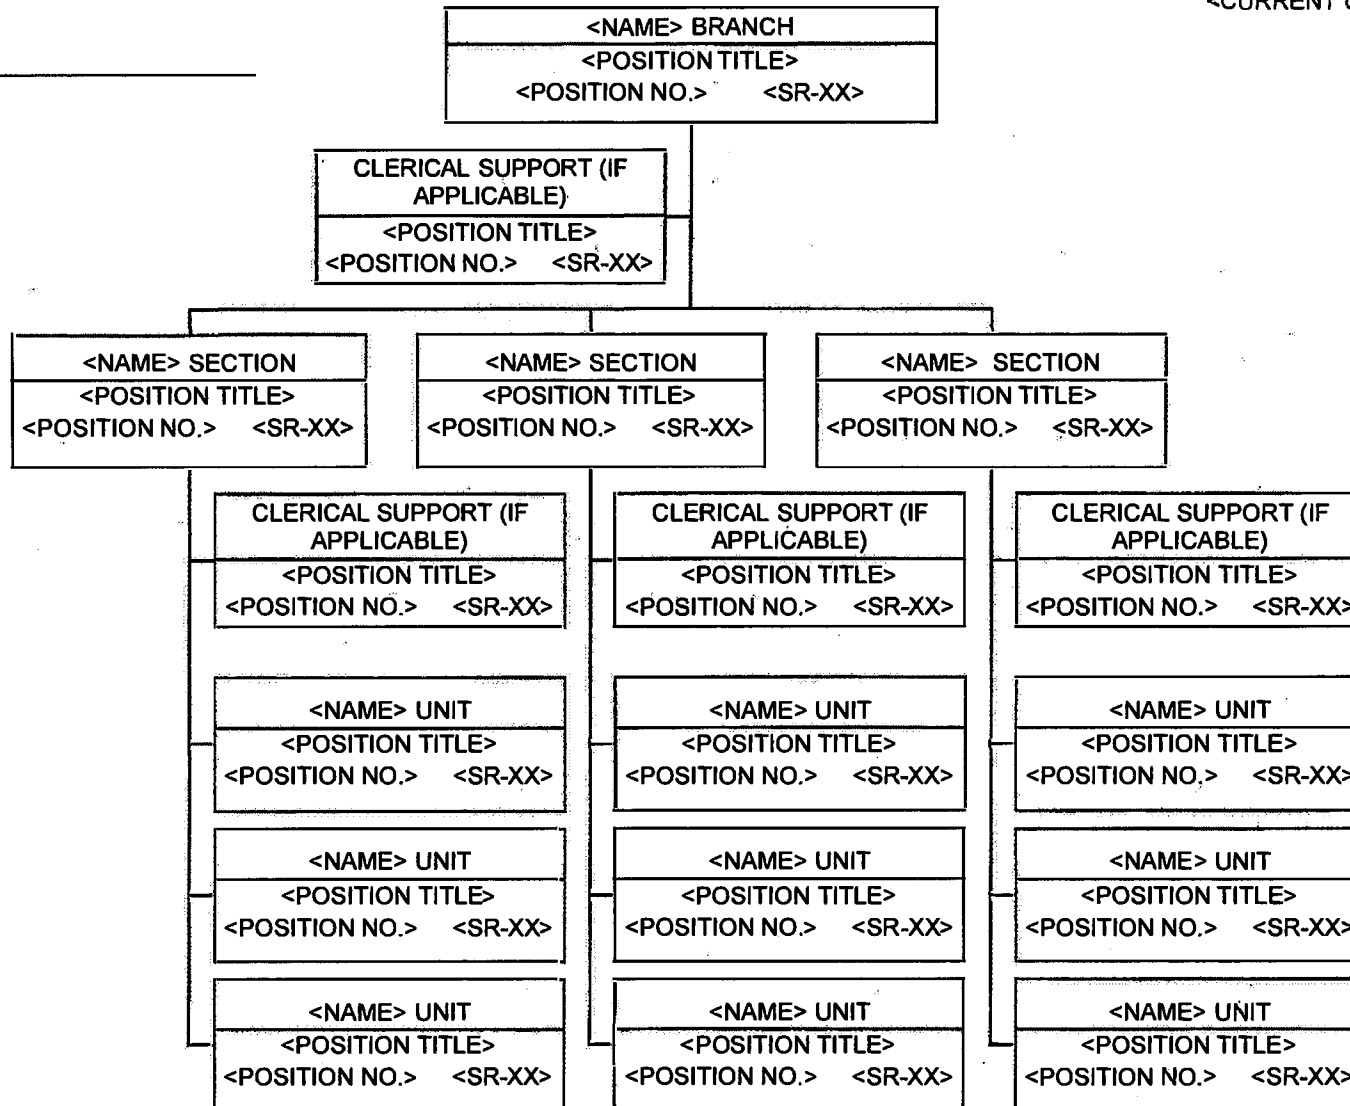 <CURRENT
<NAME> BRANCH
<POSITION TITLE>
<POSITION NO.> <SR-XX>
CLERICAL SUPPORT (IF
APPLICABLE)
<POSITION TITLE>
<POSITION NO.> <SR-XX>
<NAME> SECTION
<POSITION TITLE>
<POSITION NO.> <SR-XX>
<NAME> SECTION
<POSITION TITLE>
<POSITION NO.> <SR-XX>
<NAME> SECTION
<POSITION TITLE>
<POSITION NO.> <SR-XX>
CLERICAL SUPPORT (IF
APPLICABLE)
<POSITION TITLE>
<POSITION NO.> <SR-XX>
CLERICAL SUPPORT (IF
APPLICABLE)
<POSITION TITLE>
<POSITION NO.> <SR-XX>
CLERICAL SUPPORT (IF
APPLICABLE)
<POSITION TITLE>
<POSITION NO.> <SR-XX>
<NAME> UNIT
<POSITION TITLE>
<POSITION NO.> <SR-XX>
<NAME> UNIT
<POSITION TITLE>
<POSITION NO.> <SR-XX>
<NAME> UNIT
<POSITION TITLE>
<POSITION NO.> <SR-XX>
<NAME> UNIT
<POSITION TITLE>
<POSITION NO.> <SR-XX>
<NAME> UNIT
<POSITION TITLE>
<POSITION NO.> <SR-XX>
<NAME> UNIT
<POSITION TITLE>
<POSITION NO.> <SR-XX>
<NAME> UNIT
<POSITION TITLE>
<POSITION NO.> <SR-XX>
<NAME> UNIT
<POSITION TITLE>
<POSITION NO.> <SR-XX>
<NAME> UNIT
<POSITION TITLE>
<POSITION NO.> <SR-XX>